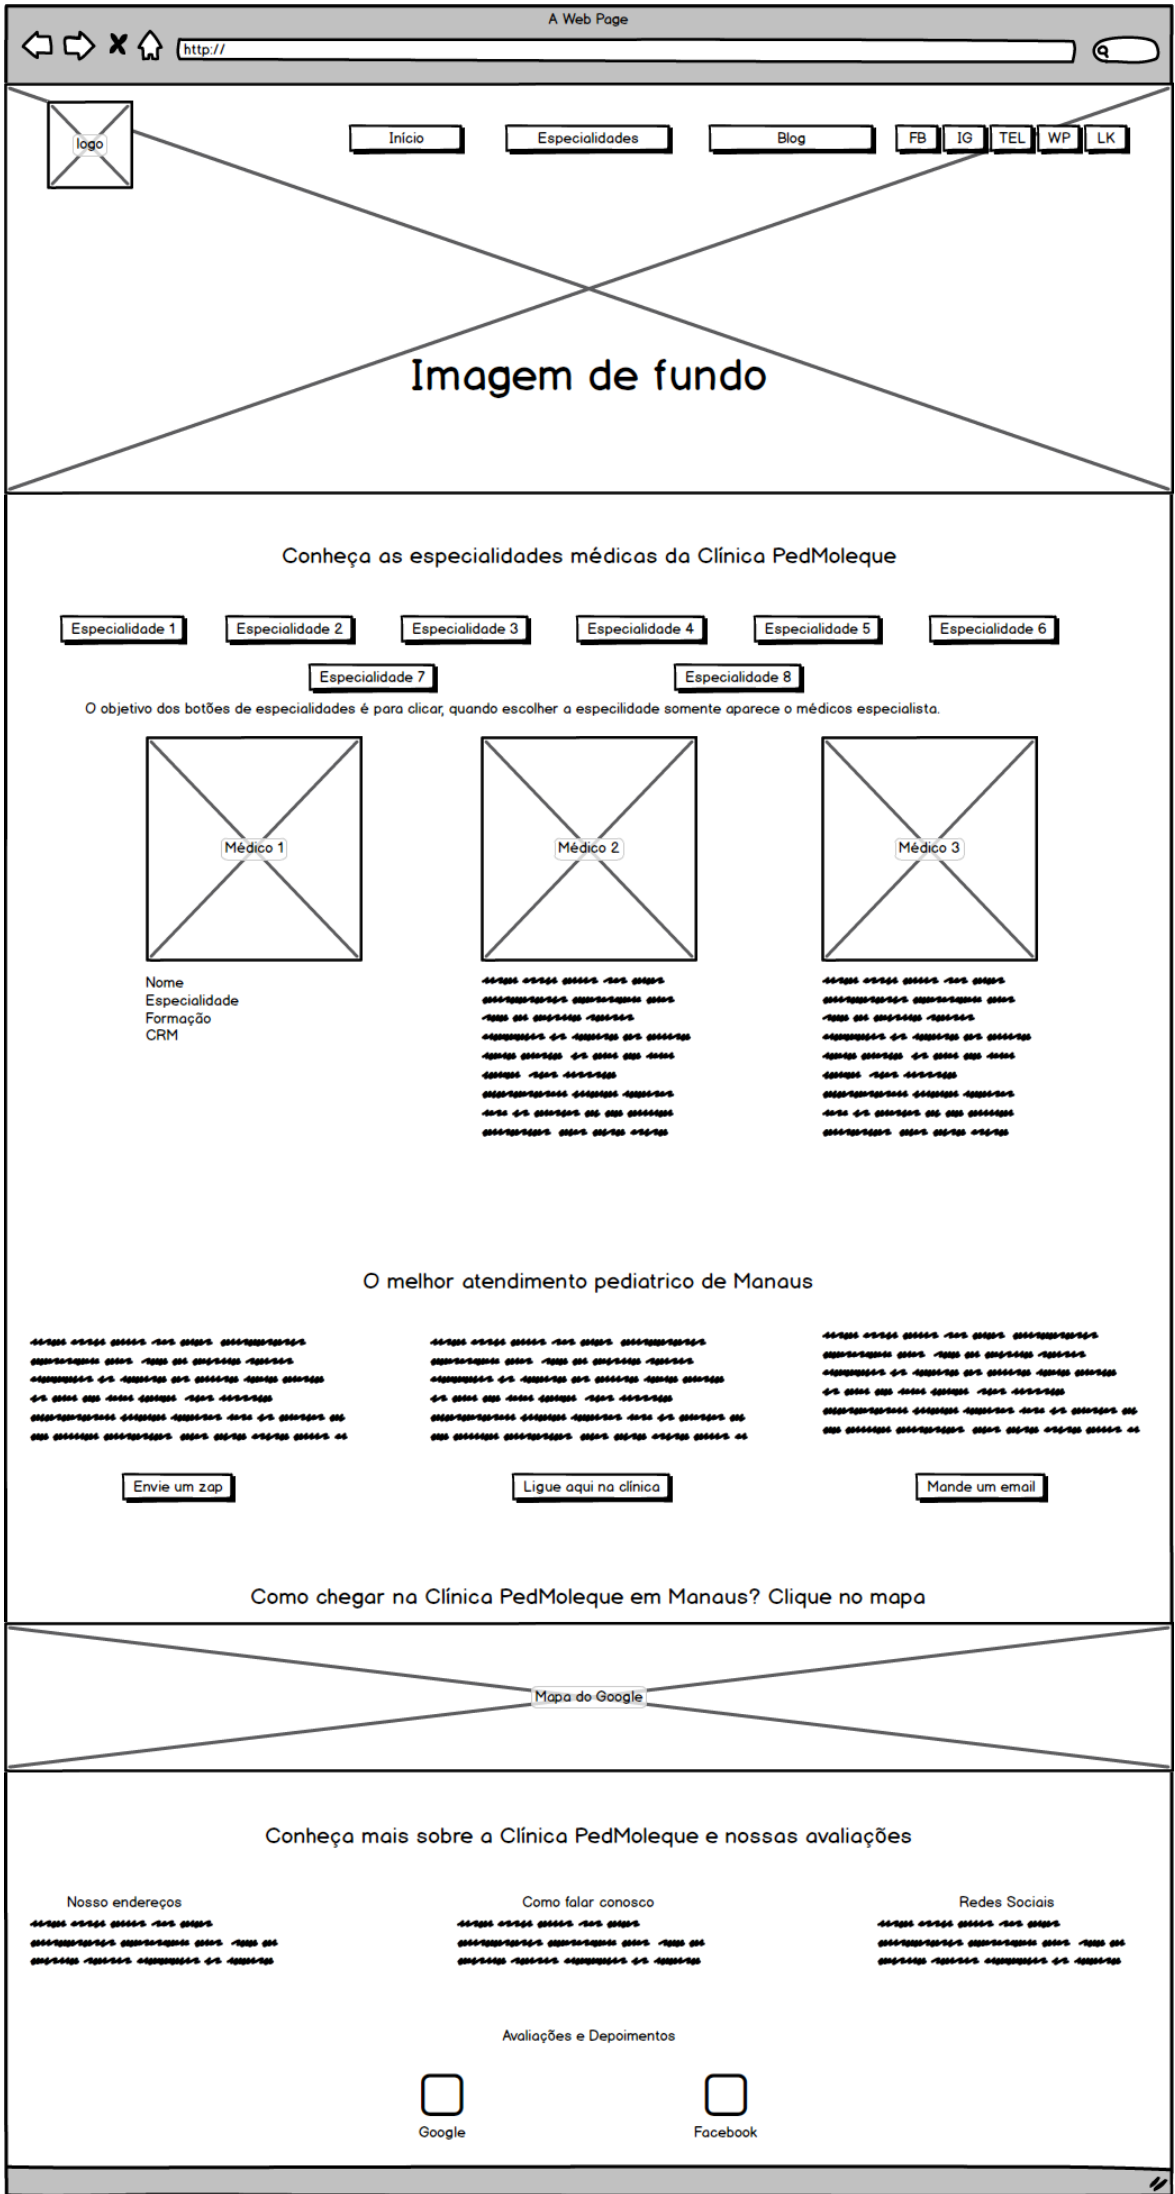 A Web Page
http://
logo
Início
Especialidades
Blog
FB
IG
TEL
WP
LK
Imagem de fundo
Conheça as especialidades médicas da Clínica PedMoleque
Especialidade 1
Especialidade 2
Especialidade 3
Especialidade 4
Especialidade 5
Especialidade 6
Especialidade 7
Especialidade 8
O objetivo dos botões de especialidades é para clicar, quando escolher a especilidade somente aparece o médicos especialista.
Médico 1
Médico 2
Médico 3
Nome
Especialidade
Formação
CRM
O melhor atendimento pediatrico de Manaus
Envie um zap
Ligue aqui na clínica
Mande um email
Como chegar na Clínica PedMoleque em Manaus? Clique no mapa
Mapa do Google
Conheça mais sobre a Clínica PedMoleque e nossas avaliações
Nosso endereços
Como falar conosco
Redes Sociais
Avaliações e Depoimentos
Google
Facebook